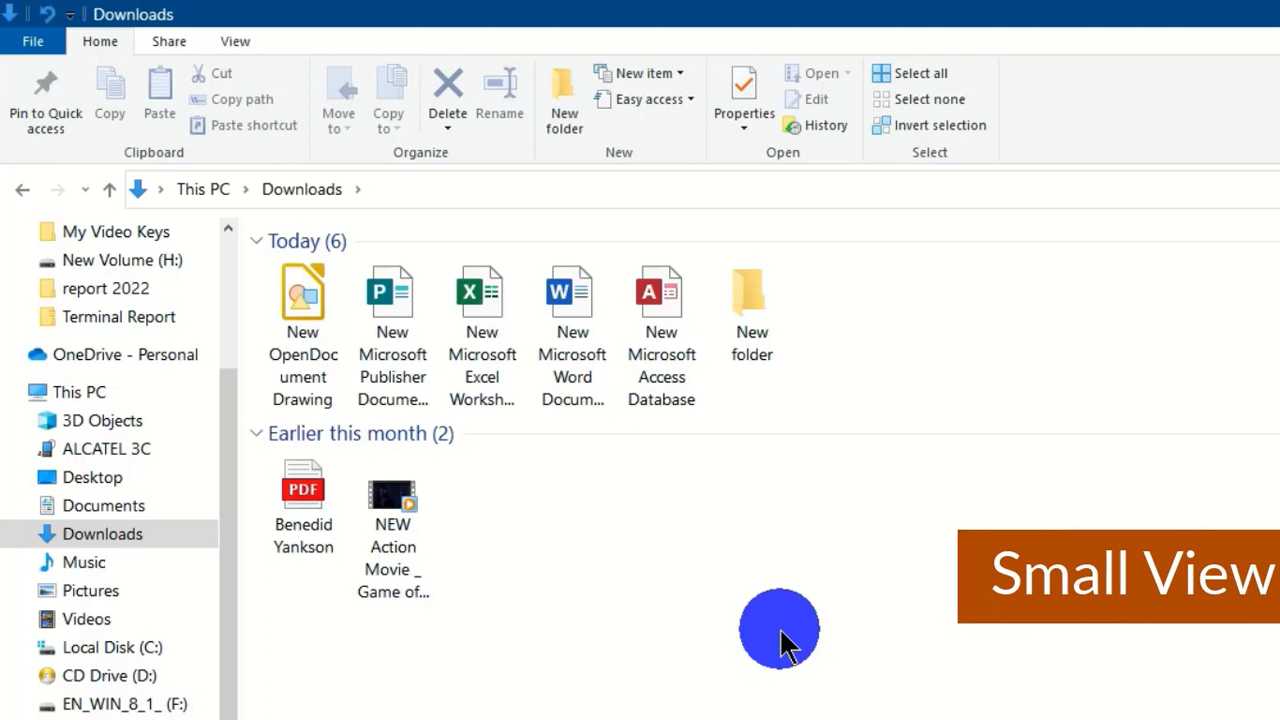 Downloads
File Home Share View
Pin to Quick access
Copy
Paste
Cut
Copy path
Paste shortcut
Clipboard
Move to
Copy to
Delete
Rename
Organize
New folder
New item
Easy access
New
Properties
Open
Edit
History
Open
Select all
Select none
Invert selection
Select
This PC > Downloads >
My Video Keys
New Volume (H:)
report 2022
Terminal Report
OneDrive - Personal
This PC
3D Objects
ALCATEL 3C
Desktop
Documents
Downloads
Music
Pictures
Videos
Local Disk (C:)
CD Drive (D:)
EN_WIN_8_1_ (F:)
Today (6)
New
OpenDoc
ument
Drawing
P
New
Microsoft
Publisher
Docume...
X
New
Microsoft
Excel
Worksh...
W
New
Microsoft
Word
Docum...
A
New
Microsoft
Access
Database
New
folder
Earlier this month (2)
PDF
Benedid
Yankson
NEW
Action
Movie _
Game of...
Small View